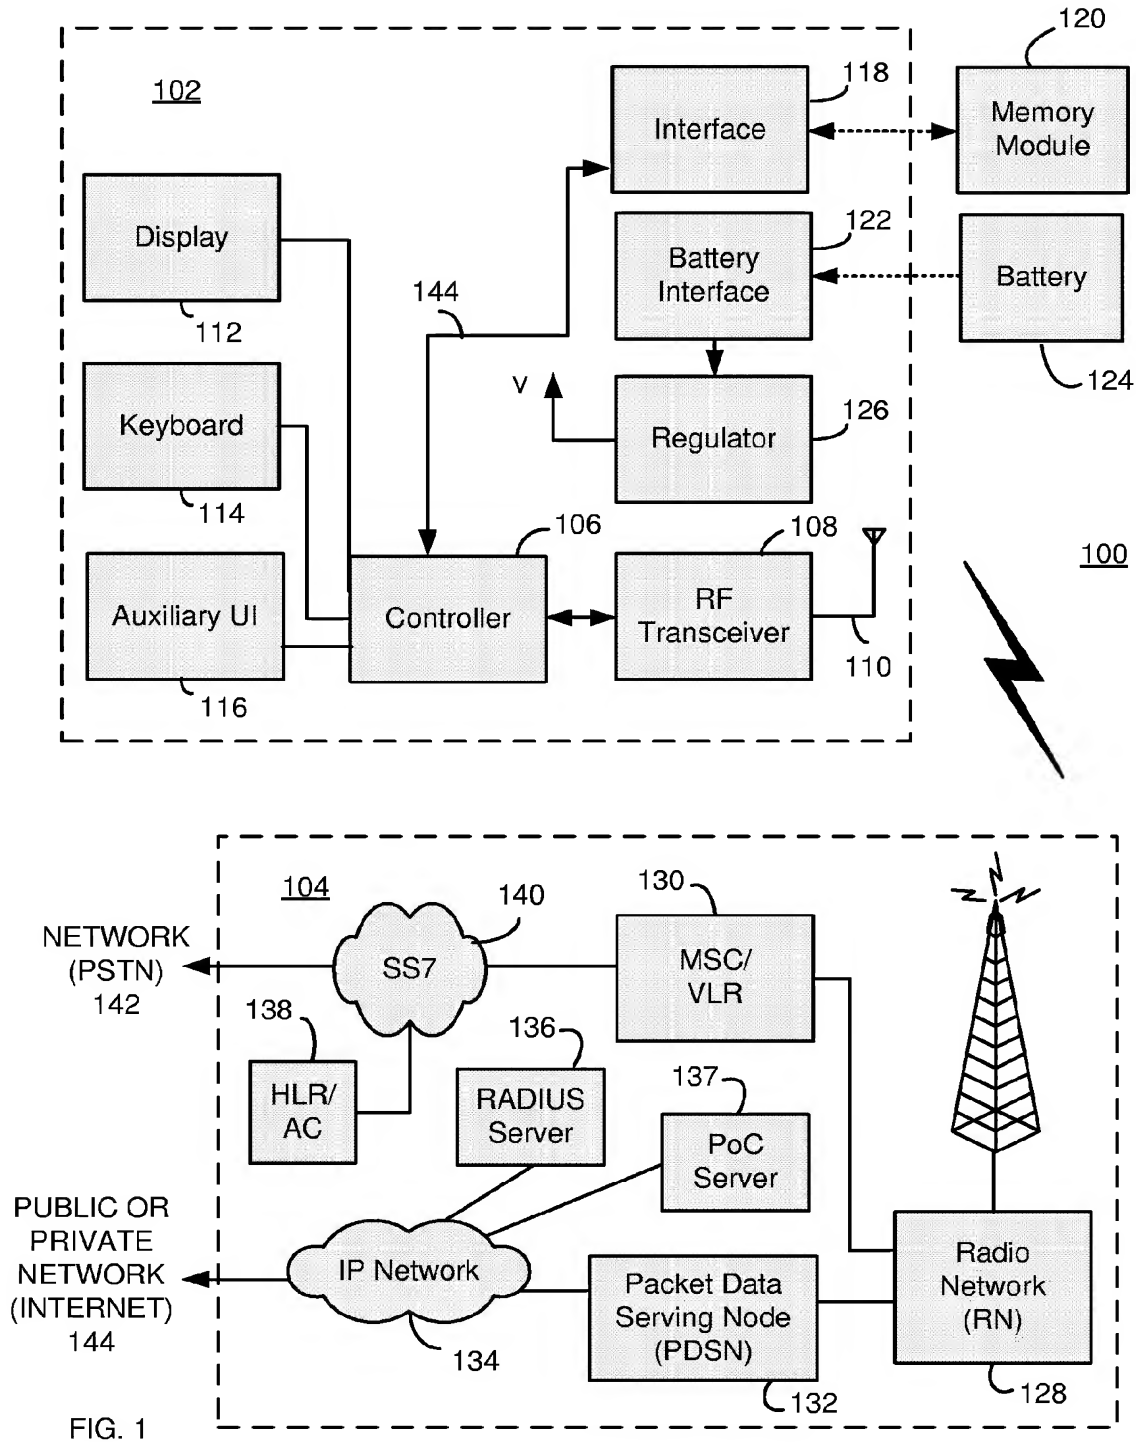 120
102
118
Interface
Memory
Module
Display
112
122
Battery
Interface
Battery
124
144
V
Keyboard
114
Regulator
126
106
108
100
Auxiliary UI
116
Controller
RF
Transceiver
110
104
140
130
NETWORK
(PSTN)
142
SS7
MSC/
VLR
138
136
137
HLR/
AC
RADIUS
Server
PoC
Server
PUBLIC OR
PRIVATE
NETWORK
(INTERNET)
144
IP Network
134
Packet Data
Serving Node
(PDSN)
132
Radio
Network
(RN)
128
FIG. 1